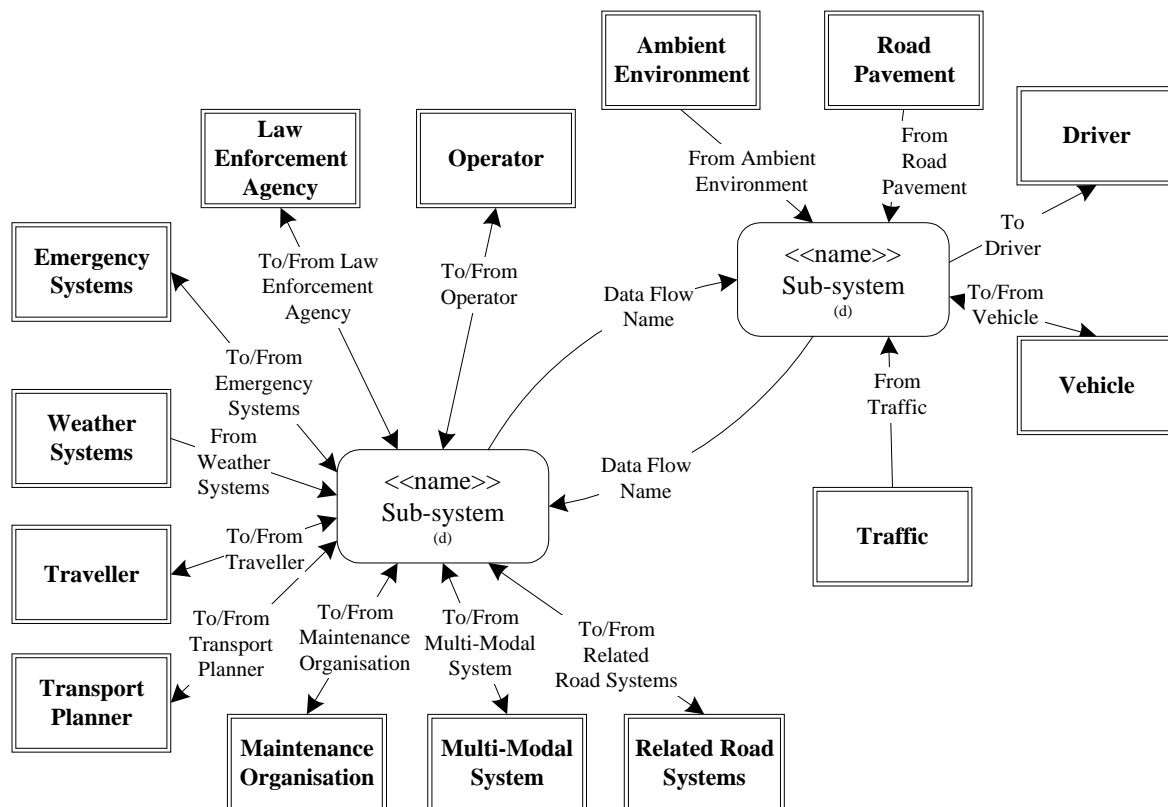 Ambient
Environment
Road
Pavement
Driver
Law
Enforcement
Agency
Operator
From Ambient
Environment
From
Road
Pavement
To
Driver
Emergency
Systems
To/From Law
Enforcement
Agency
To/From
Operator
Data Flow
Name
<<name>>
Sub-system
(d)
To/From
Vehicle
Vehicle
To/From
Emergency
Systems
From
Traffic
Weather
Systems
From
Weather
Systems
<<name>>
Sub-system
(d)
Data Flow
Name
Traffic
Traveller
To/From
Traveller
To/From
Transport
Planner
To/From
Maintenance
Organisation
To/From
Multi-Modal
System
To/From
Related
Road Systems
Transport
Planner
Maintenance
Organisation
Multi-Modal
System
Related Road
Systems